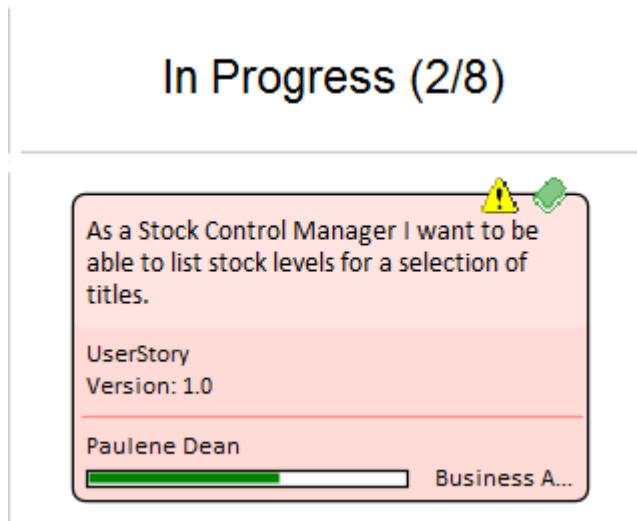 In Progress (2/8)
As a Stock Control Manager I want to be
able to list stock levels for a selection of
titles.
UserStory
Version: 1.0
Paulene Dean
Business A...